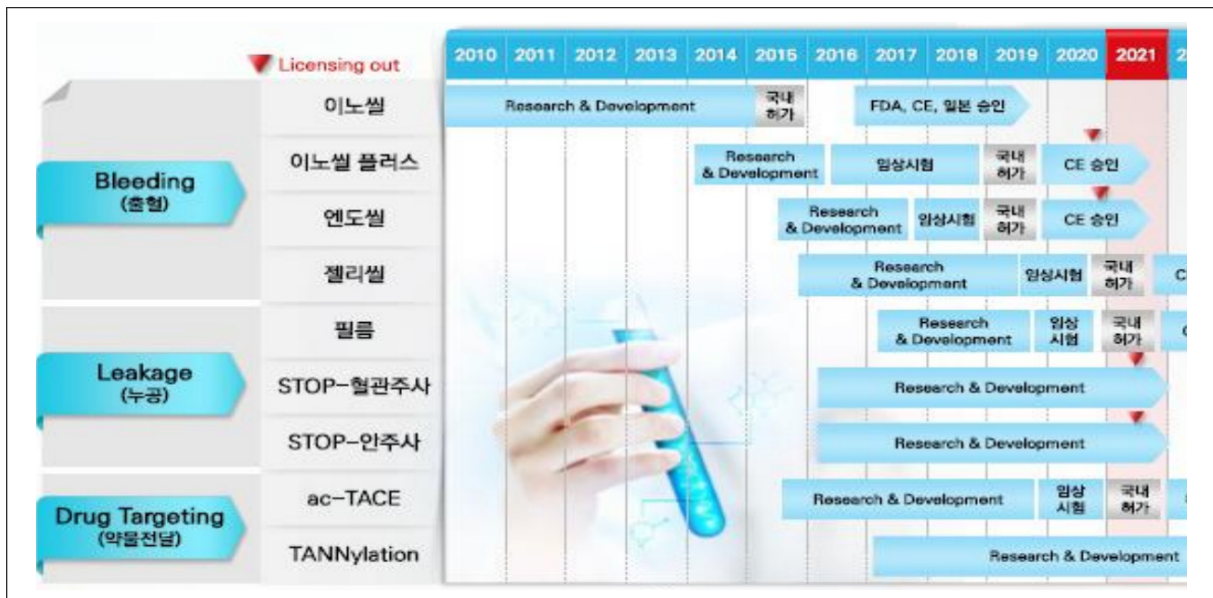 Licensing out
2010 2011 2012 2013 2014 2015 2016 2017 2018 2019 2020 2021 2
Bleeding
(출혈)
이노씰
Research & Development
국내
허가
FDA, CE, 일본 승인
이노씰 플러스
Research
& Development
임상시험
국내
허가
CE 승인
엔도씰
Research
& Development
임상시험
국내
허가
CE 승인
젤리씰
Research
& Development
임상시험
국내
허가
C
Leakage
(누공)
필름
Research
& Development
임상
시험
국내
허가
STOP-혈관주사
Research & Development
STOP-안주사
Research & Development
Drug Targeting
(약물전달)
ac-TACE
Research & Development
임상
시험
국내
허가
TANNylation
Research & Development